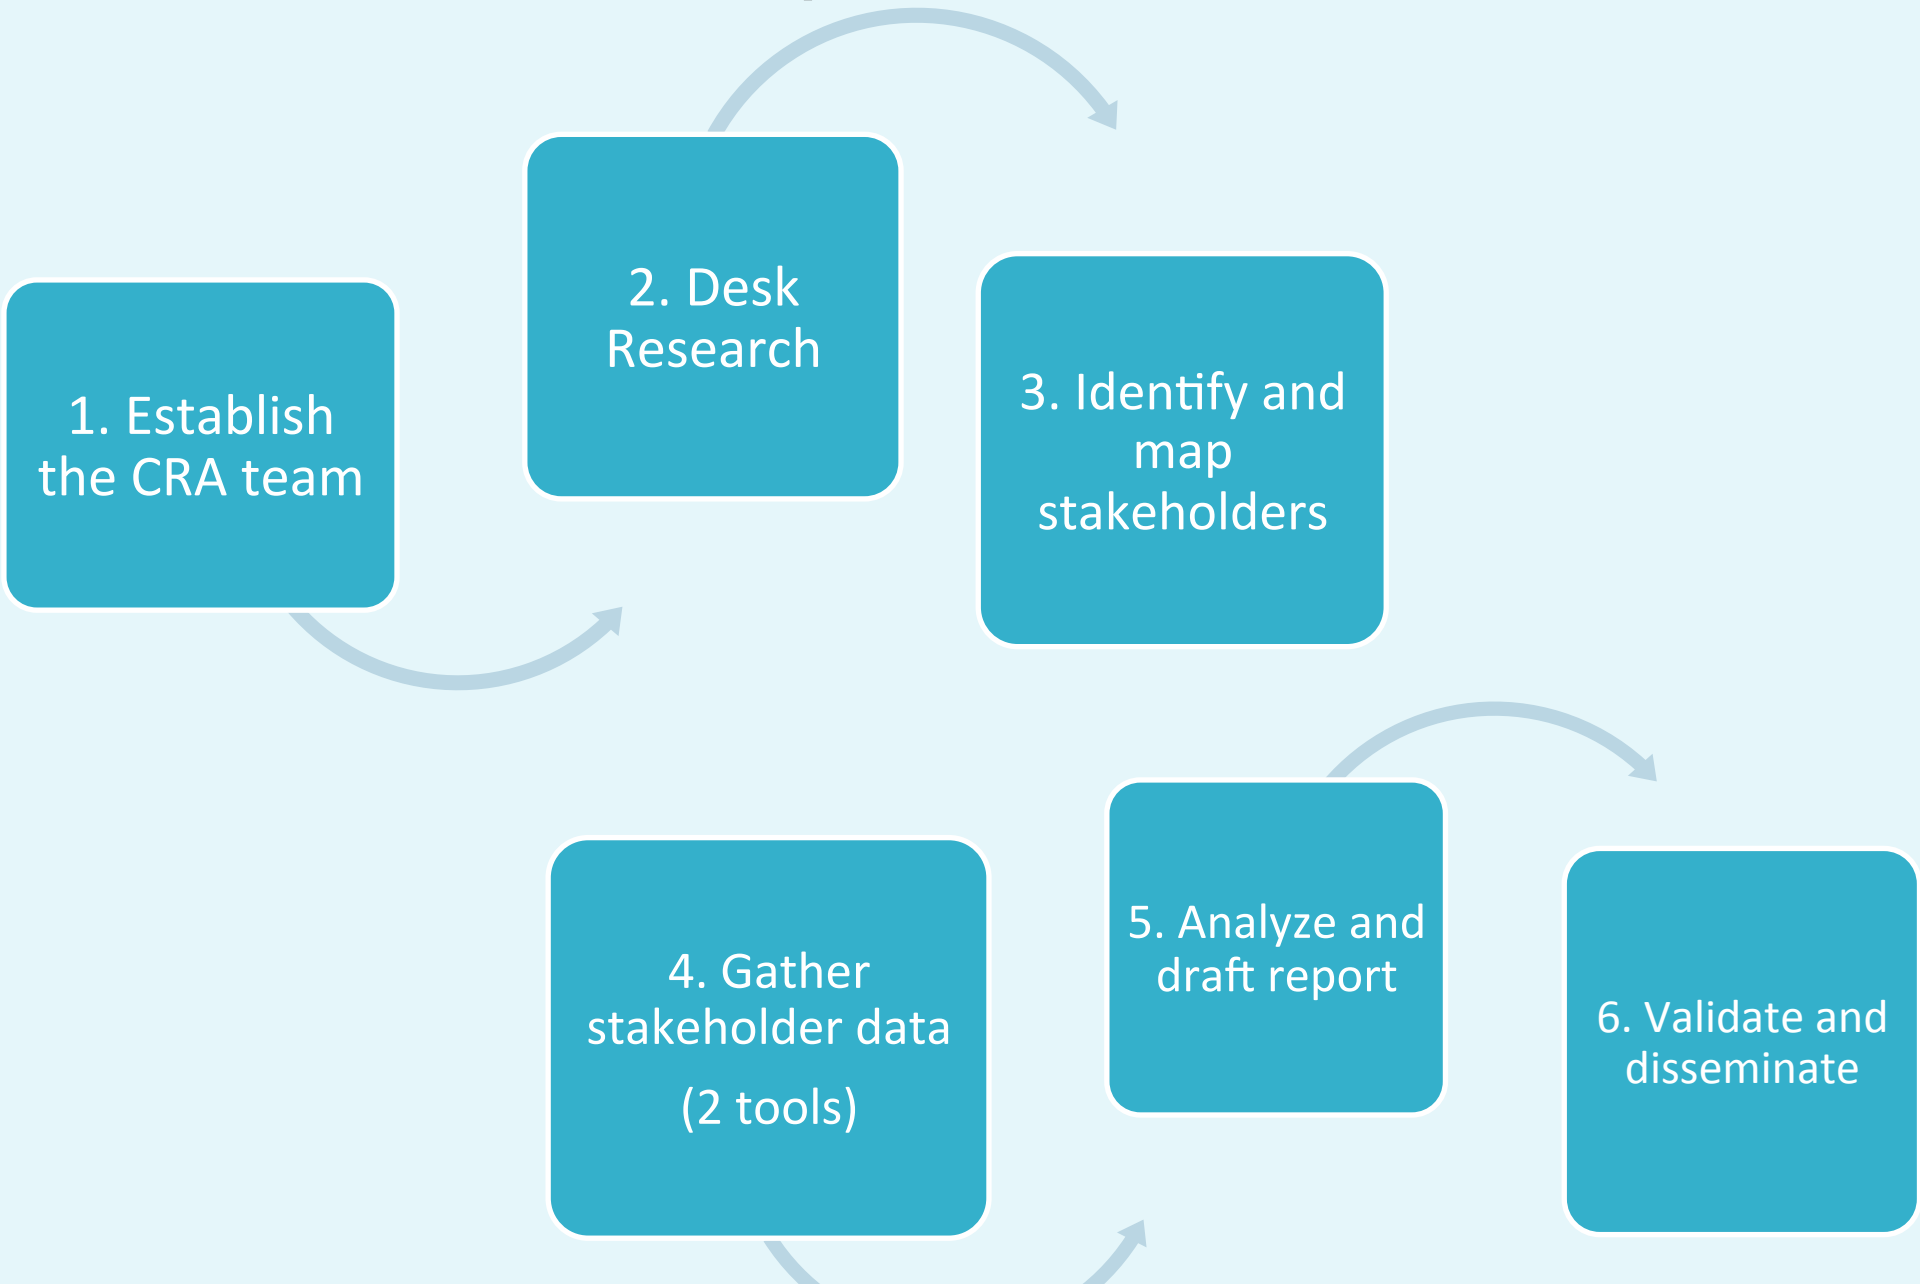 1. Establish
the CRA team
2. Desk
Research
3. Identify and
map
stakeholders
4. Gather
stakeholder data
(2 tools)
5. Analyze and
draft report
6. Validate and
disseminate